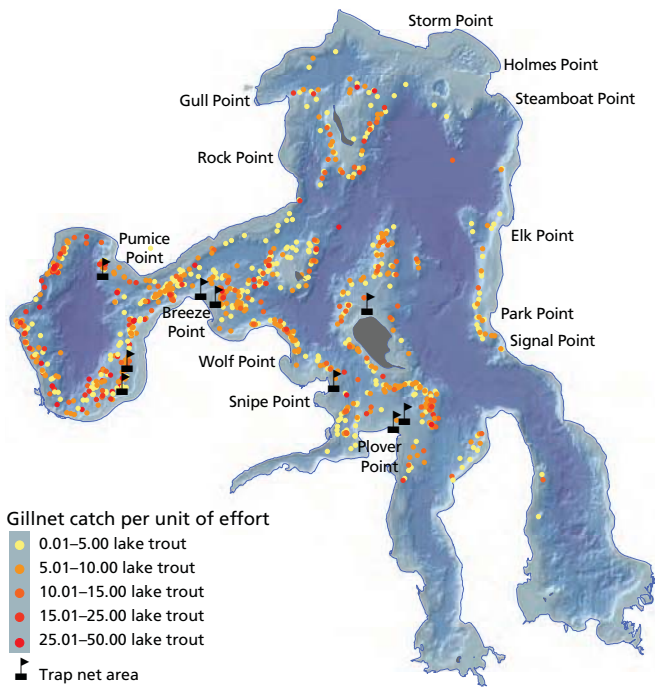 Storm Point
Holmes Point
Steamboat Point
Gull Point
Rock Point
Elk Point
Pumice
Point
Park Point
Breeze
Point
Signal Point
Wolf Point
Snipe Point
Plover
Point
Gillnet catch per unit of effort
0.01–5.00 lake trout
5.01–10.00 lake trout
10.01–15.00 lake trout
15.01–25.00 lake trout
25.01–50.00 lake trout
Trap net area